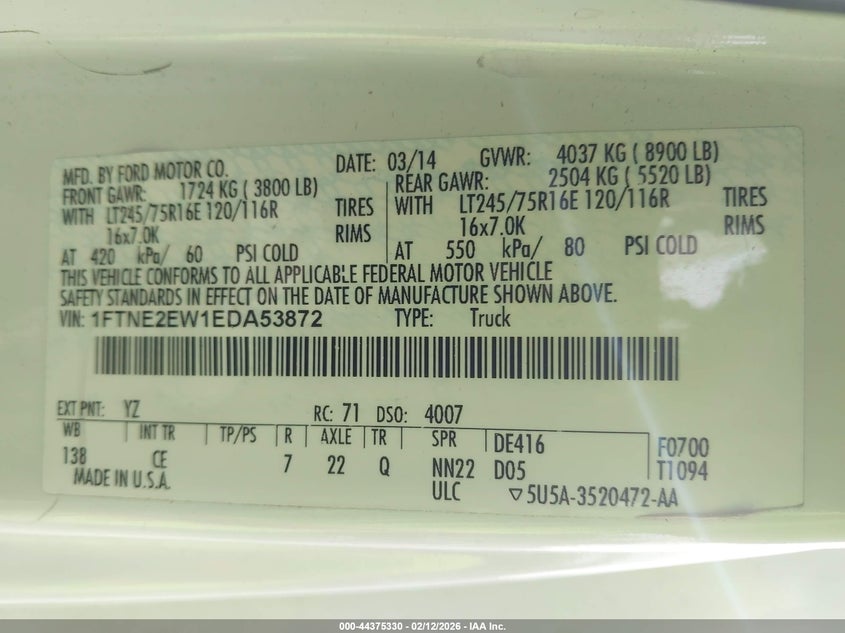 MFD. BY FORD MOTOR CO. DATE: 03/14 GVWR: 4037 KG ( 8900 LB)
FRONT GAWR: 1724 KG ( 3800 LB) REAR GAWR: 2504 KG ( 5520 LB)
WITH LT245/75R16E 120/116R TIRES WITH LT245/75R16E 120/116R TIRES
16x7.0K RIMS 16x7.0K RIMS
AT 420 kPa/ 60 PSI COLD AT 550 kPa/ 80 PSI COLD
THIS VEHICLE CONFORMS TO ALL APPLICABLE FEDERAL MOTOR VEHICLE
SAFETY STANDARDS IN EFFECT ON THE DATE OF MANUFACTURE SHOWN ABOVE.
VIN: 1FTNE2EW1EDA53872 TYPE: Truck
EXT PNT: YZ RC: 71 DSO: 4007
WB INT TR TP/PS R AXLE TR SPR DE416 F0700
138 CE 7 22 Q NN22 D05 T1094
MADE IN U.S.A. ULC ▽5U5A-3520472-AA
000-44375330 - 02/12/2026 - IAA Inc.